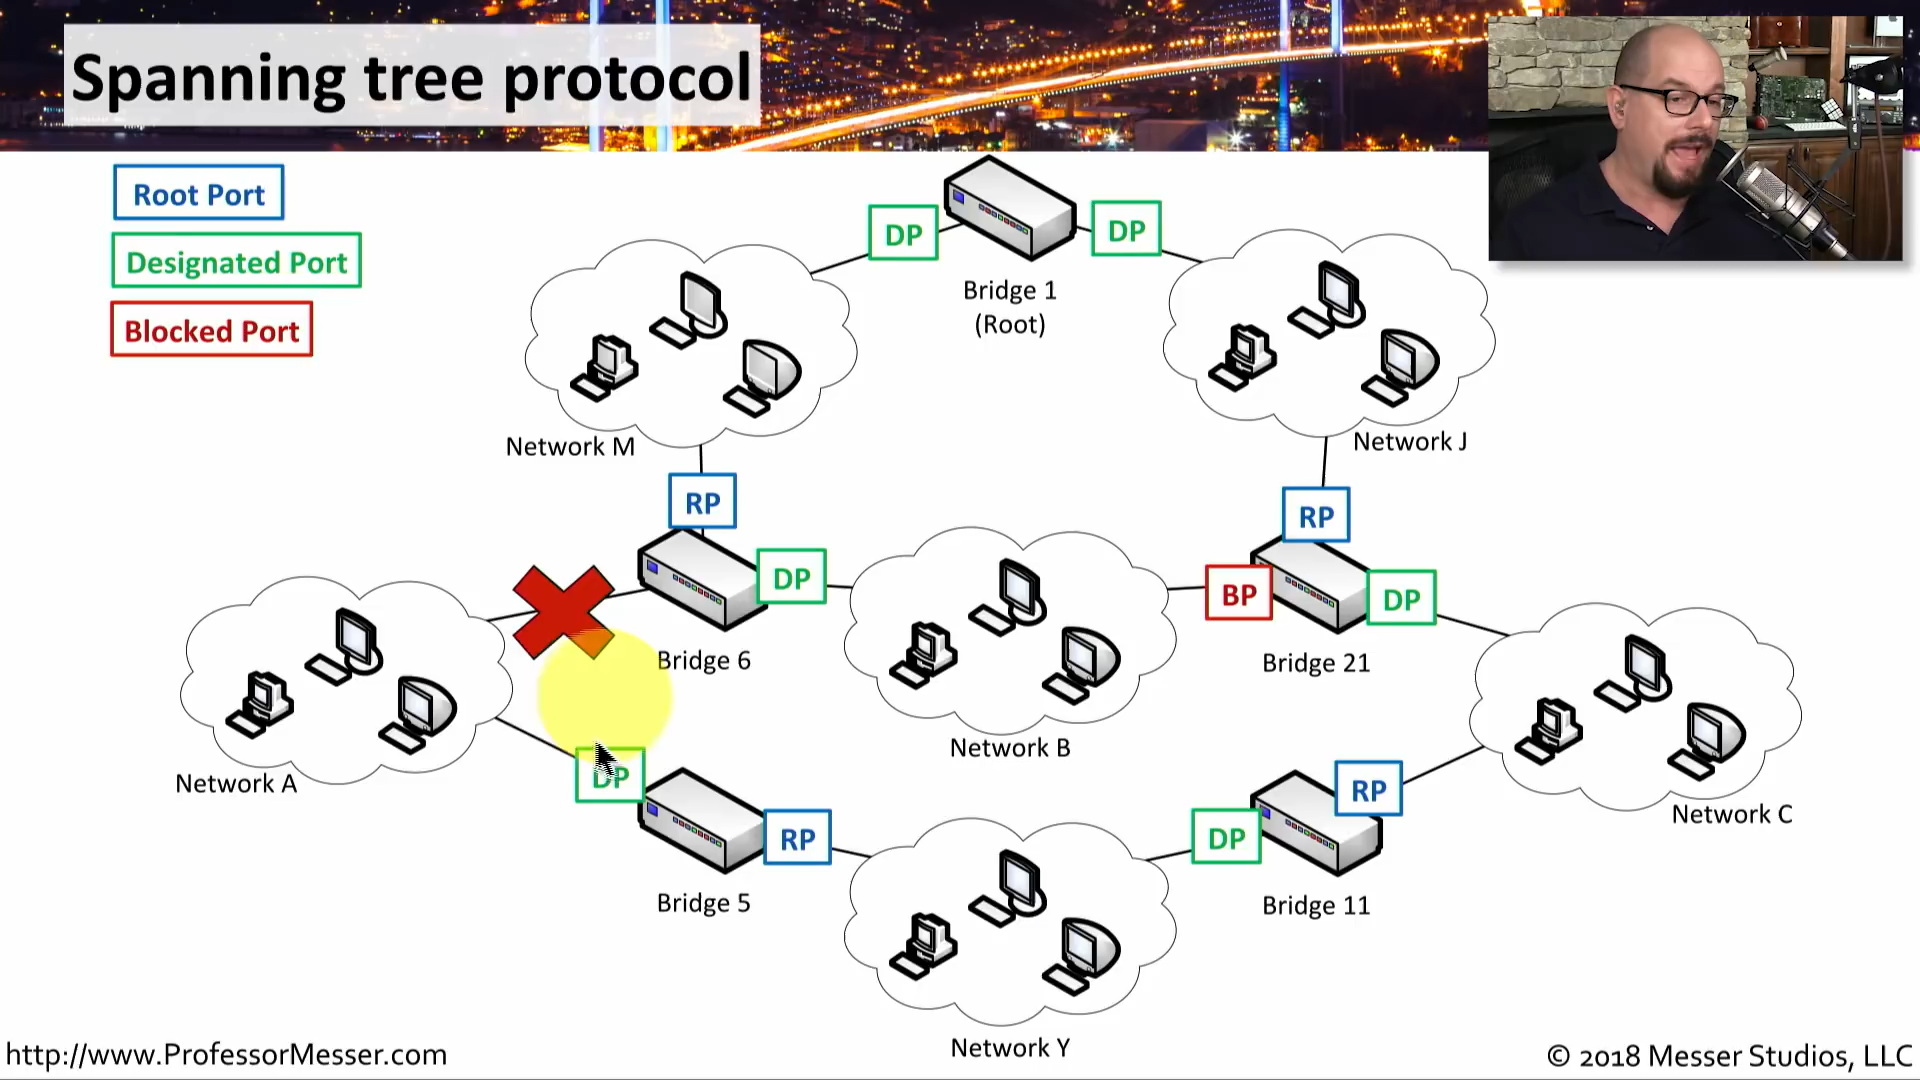 Spanning tree protocol
Root Port
Designated Port
Blocked Port
DP
DP
Bridge 1
(Root)
Network M
Network J
RP
RP
DP
BP
DP
Bridge 6
Bridge 21
Network A
Network B
Network C
DP
RP
DP
RP
Bridge 5
Bridge 11
Network Y
http://www.ProfessorMesser.com
© 2018 Messer Studios, LLC